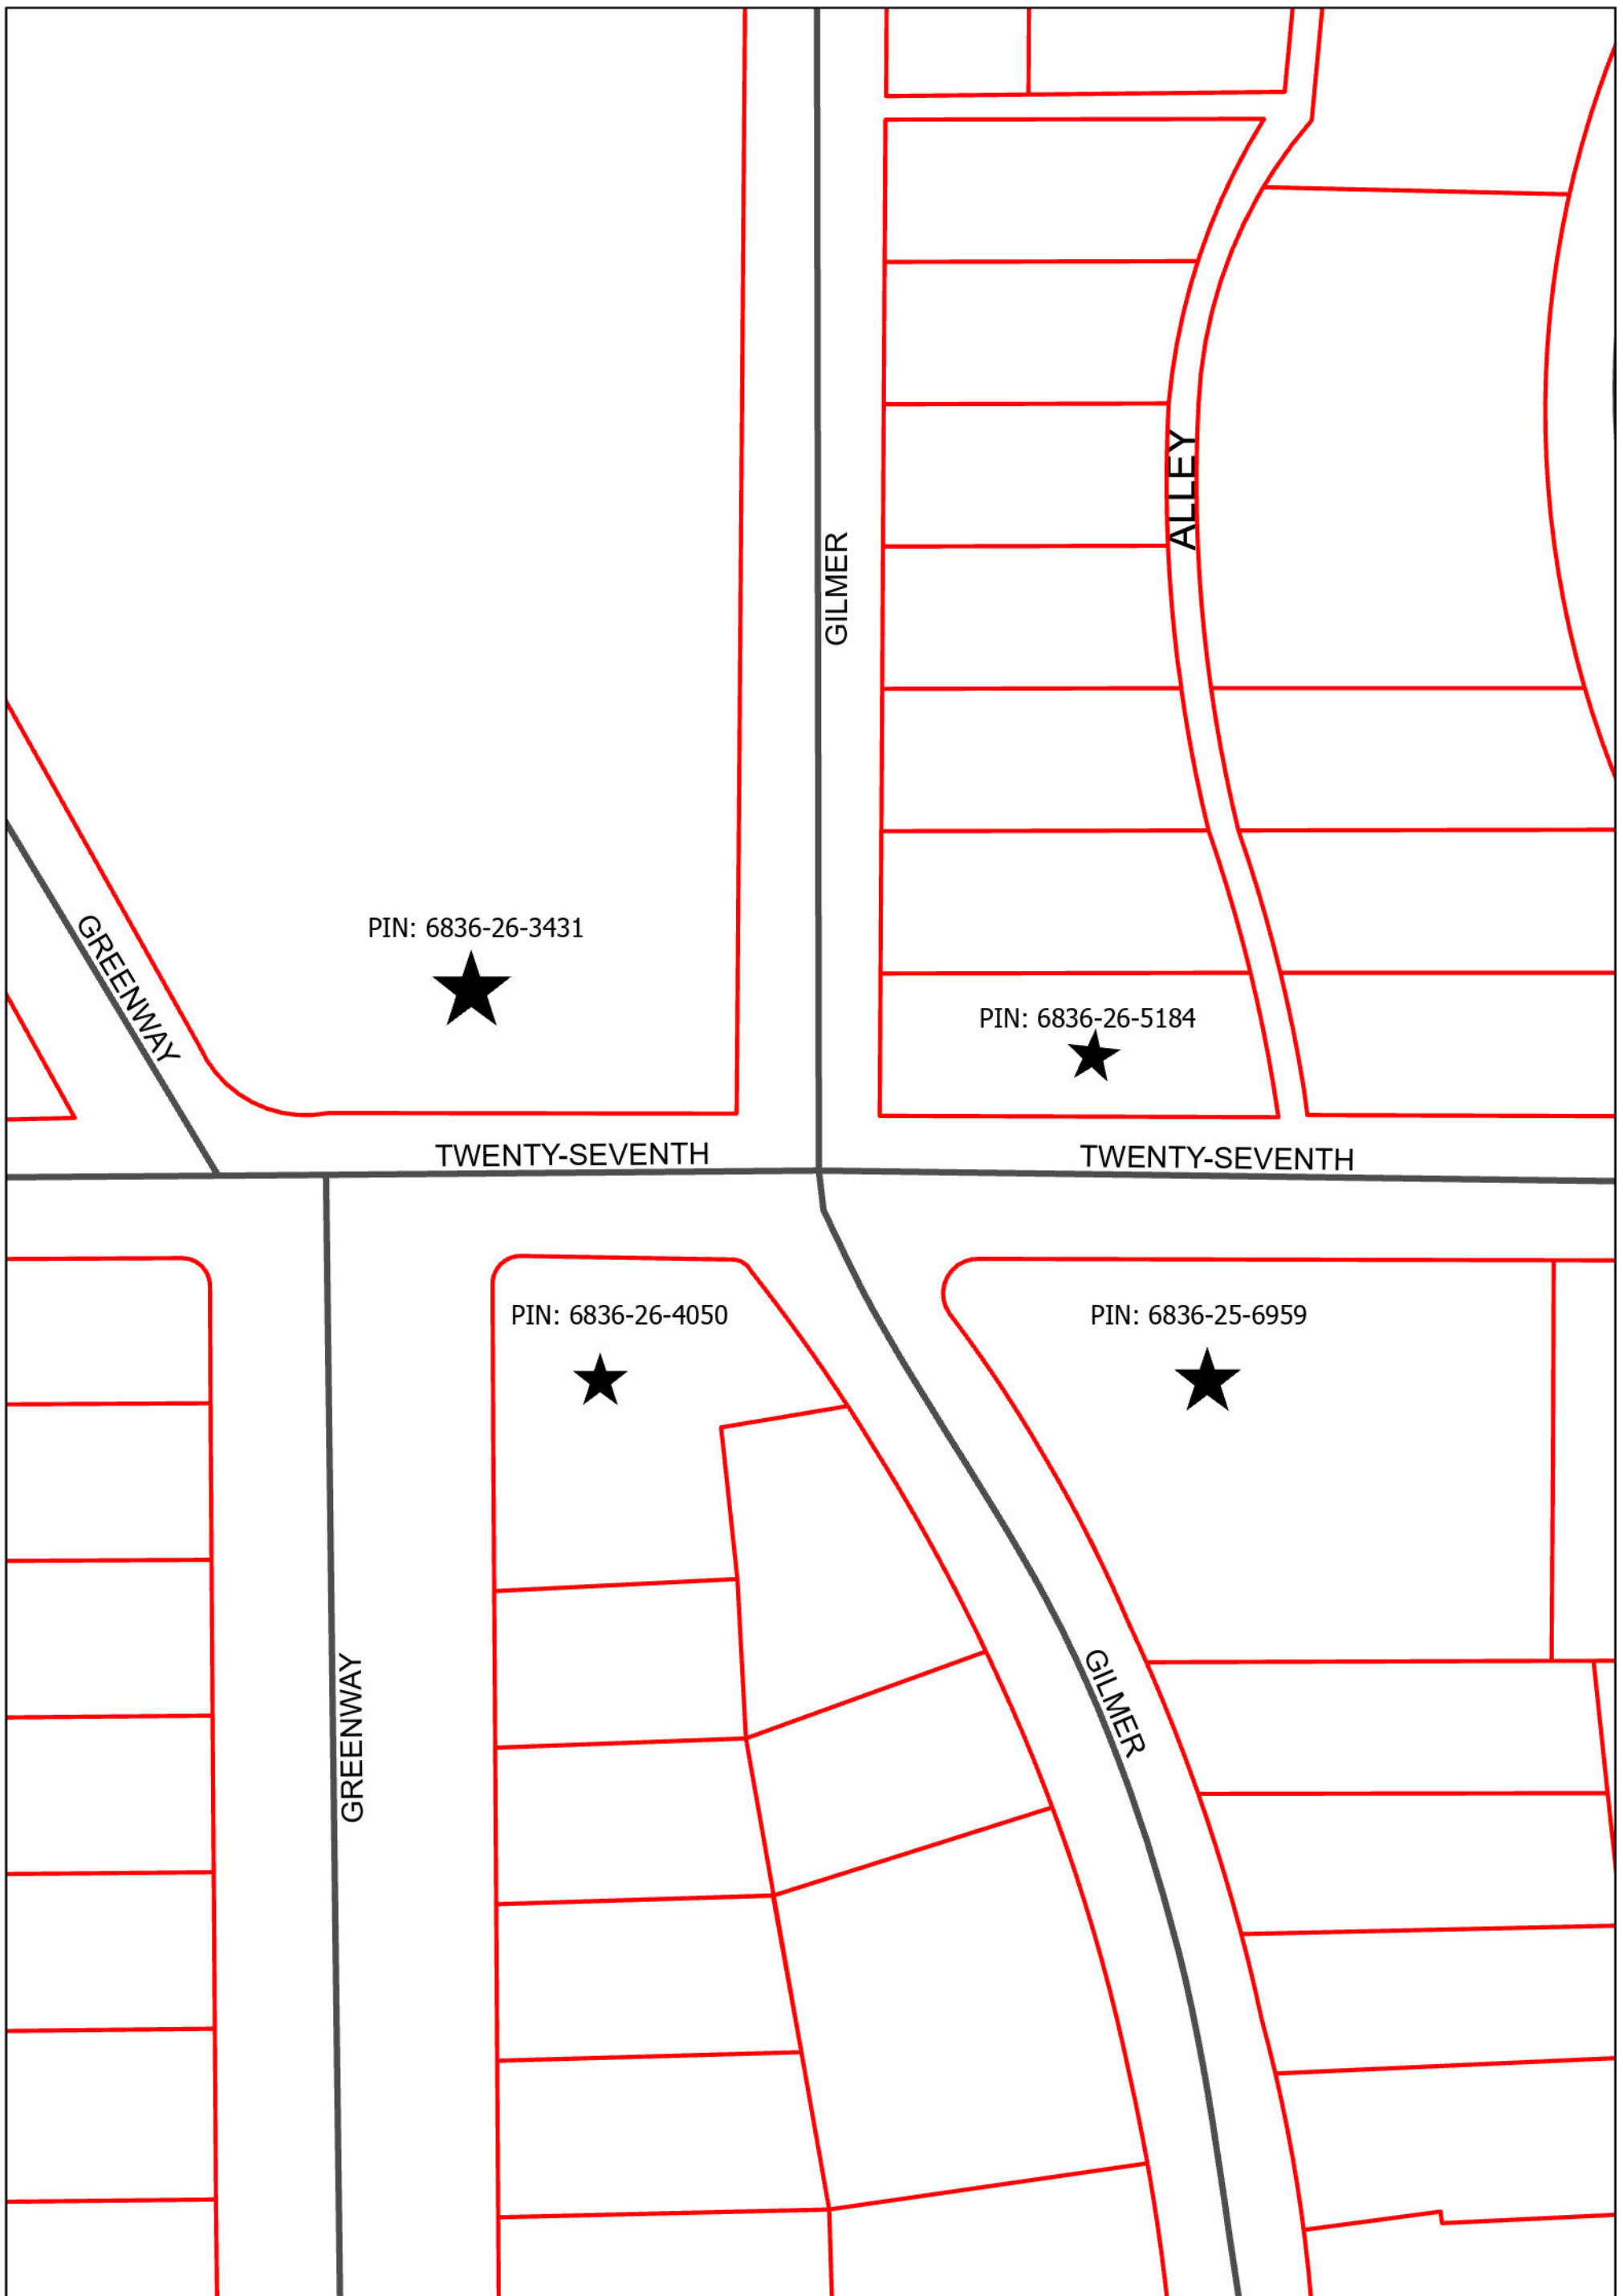 ALLEY
GILMER
PIN: 6836-26-3431
GREENWAY
PIN: 6836-26-5184
TWENTY-SEVENTH
TWENTY-SEVENTH
PIN: 6836-26-4050
PIN: 6836-25-6959
GREENWAY
GILMER